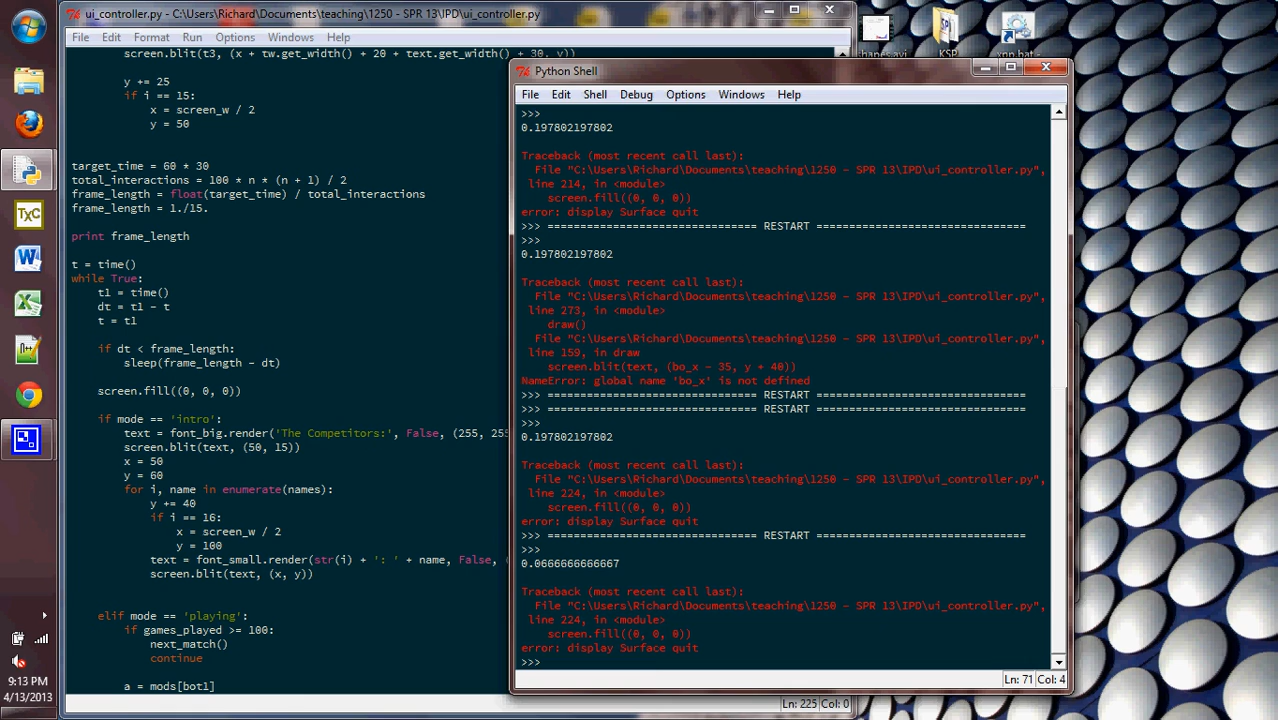 ui_controller.py - C:\Users\Richard\Documents\teaching\1250 - SPR 13\IPD\ui_controller.py
File Edit Format Run Options Windows Help
screen.blit(t3, (x + tw.get_width() + 20 + text.get_width() + 30, y))
y += 25
if i == 15:
x = screen_w / 2
y = 50
target_time = 60 * 30
total_interactions = 100 * n * (n + 1) / 2
frame_length = float(target_time) / total_interactions
frame_length = 1./15.
print frame_length
t = time()
while True:
t1 = time()
dt = t1 - t
t = t1
if dt < frame_length:
sleep(frame_length - dt)
screen.fill((0, 0, 0))
if mode == 'intro':
text = font_big.render('The Competitors:', False, (255, 255
screen.blit(text, (50, 15))
x = 50
y = 60
for i, name in enumerate(names):
y += 40
if i == 16:
x = screen_w / 2
y = 100
text = font_small.render(str(i) + ': ' + name, False, (
screen.blit(text, (x, y))
elif mode == 'playing':
if games_played >= 100:
next_match()
continue
a = mods[bot1]
Ln: 225 Col: 0
Python Shell
File Edit Shell Debug Options Windows Help
>>>
0.197802197802
Traceback (most recent call last):
File "C:\Users\Richard\Documents\teaching\1250 - SPR 13\IPD\ui_controller.py",
line 214, in <module>
screen.fill((0, 0, 0))
error: display Surface quit
>>> ================================ RESTART ================================
>>>
0.197802197802
Traceback (most recent call last):
File "C:\Users\Richard\Documents\teaching\1250 - SPR 13\IPD\ui_controller.py",
line 273, in <module>
draw()
File "C:\Users\Richard\Documents\teaching\1250 - SPR 13\IPD\ui_controller.py",
line 159, in draw
screen.blit(text, (bo_x - 35, y + 40))
NameError: global name 'bo_x' is not defined
>>> ================================ RESTART ================================
>>> ================================ RESTART ================================
>>>
0.197802197802
Traceback (most recent call last):
File "C:\Users\Richard\Documents\teaching\1250 - SPR 13\IPD\ui_controller.py",
line 224, in <module>
screen.fill((0, 0, 0))
error: display Surface quit
>>> ================================ RESTART ================================
>>>
0.0666666666667
Traceback (most recent call last):
File "C:\Users\Richard\Documents\teaching\1250 - SPR 13\IPD\ui_controller.py",
line 224, in <module>
screen.fill((0, 0, 0))
error: display Surface quit
>>>
Ln: 71 Col: 4
KSP
TXC
9:13 PM
4/13/2013